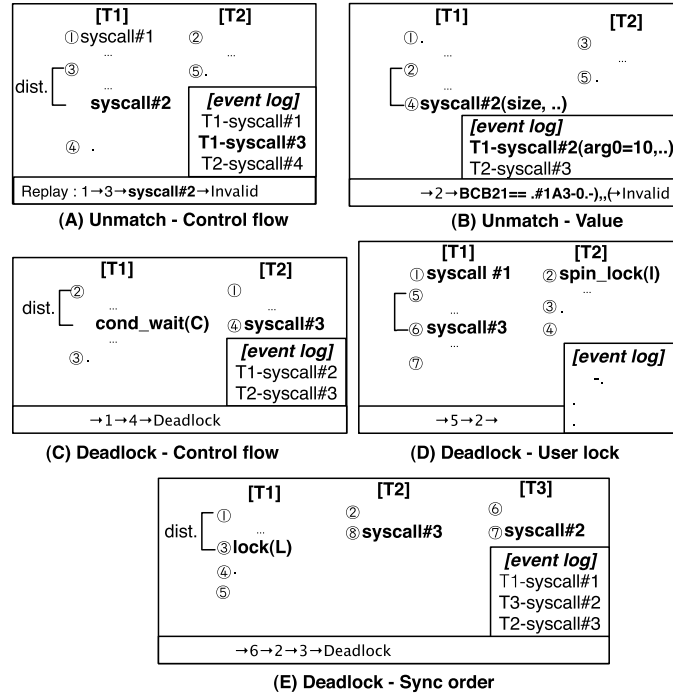 [T1] [T2]
①syscall#1 ②
...
③ ...
dist. ⑤.
...
syscall#2 [event log]
T1-syscall#1
④ . T1-syscall#3
T2-syscall#4
Replay : 1→3→syscall#2→Invalid
(A) Unmatch - Control flow
[T1] [T2]
①. ③
... ...
② ⑤.
dist.
...
④syscall#2(size, ..)
[event log]
T1-syscall#2(arg0=10,..)
T2-syscall#3
→2→BCB21== .#1A3-0.-),,(→Invalid
(B) Unmatch - Value
[T1] [T2]
② ①
dist. ... ...
cond_wait(C) ④syscall#3
... [event log]
③. T1-syscall#2
T2-syscall#3
→1→4→Deadlock
(C) Deadlock - Control flow
[T1] [T2]
①syscall #1 ②spin_lock(l)
⑤ ...
... ③.
⑥syscall#3 ④
... [event log]
⑦ -.
.
.
→5→2→
(D) Deadlock - User lock
[T1] [T2] [T3]
① ② ⑥
dist. ... ⑧syscall#3 ⑦syscall#2
③lock(L) [event log]
④. T1-syscall#1
⑤ T3-syscall#2
T2-syscall#3
→6→2→3→Deadlock
(E) Deadlock - Sync order